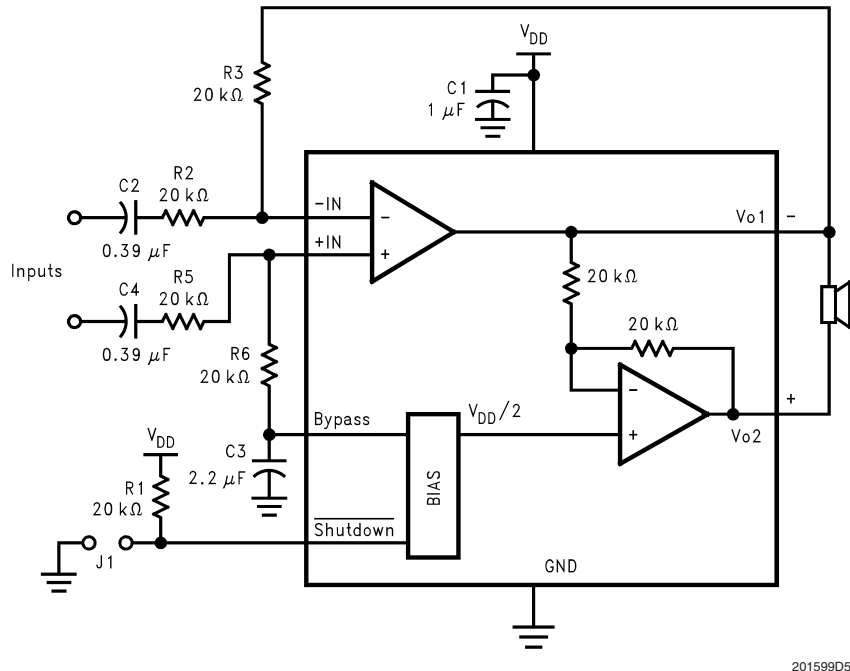 V_DD
R3
20 kΩ
C1
1 µF
R2
C2
20 kΩ
-IN
-
Vo1
-
0.39 µF
+IN
+
Inputs
R5
C4
20 kΩ
20 kΩ
0.39 µF
20 kΩ
R6
20 kΩ
-
+
Bypass
V_DD/2
+
Vo2
V_DD
C3
2.2 µF
BIAS
R1
20 kΩ
Shutdown
J1
GND
201599D5